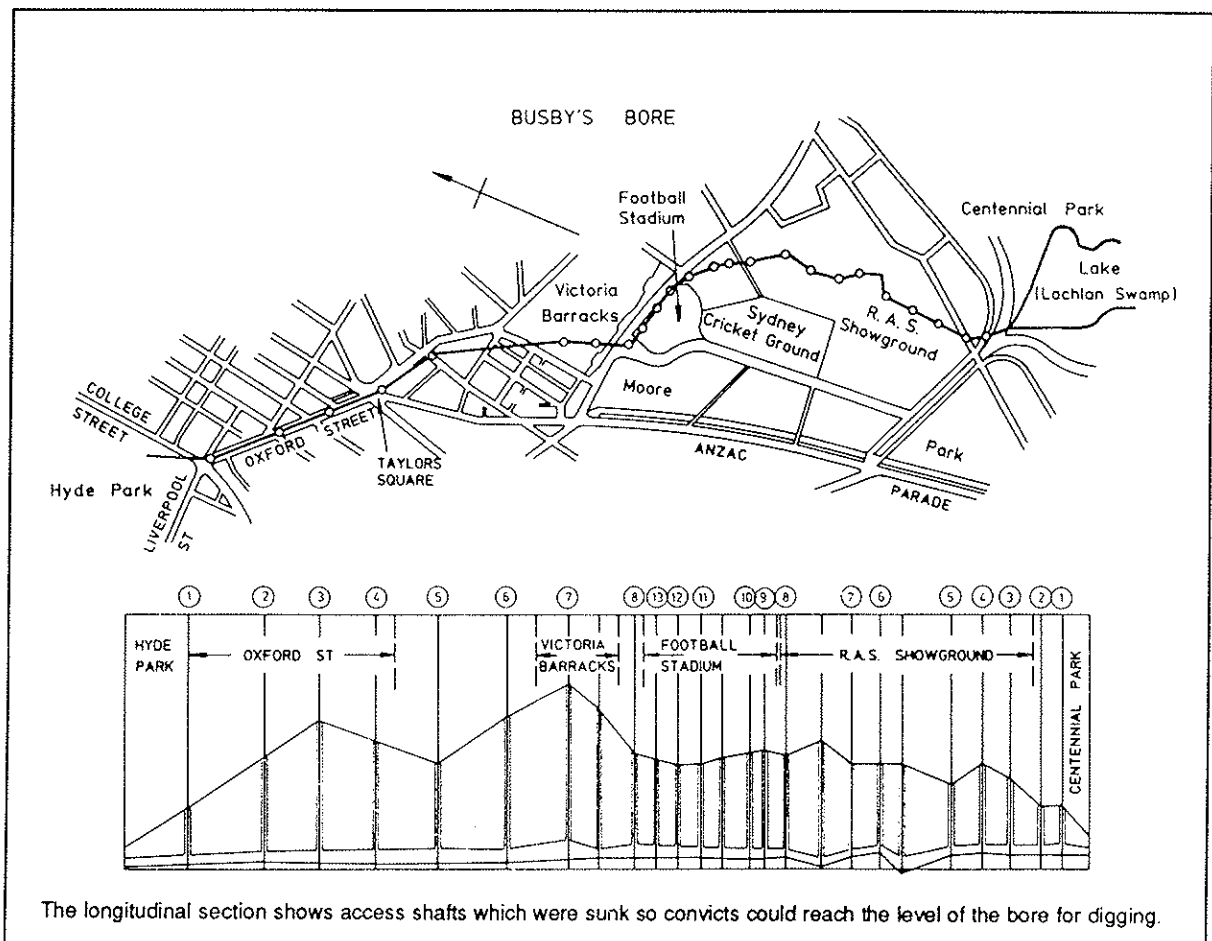 BUSBY'S BORE
Football
Stadium
Centennial Park
Lake
(Lachlan Swamp)
Victoria
Barracks
R. A. S.
Showground
Sydney
Cricket Ground
Moore
COLLEGE
STREET
OXFORD STREET
TAYLORS
SQUARE
ANZAC
Park
PARADE
Hyde Park
LIVERPOOL
ST
1 2 3 4 5 6 7 8 13 12 11 10 9 8 7 6 5 4 3 2 1
HYDE
PARK
OXFORD ST
VICTORIA
BARRACKS
FOOTBALL
STADIUM
R.A.S. SHOWGROUND
CENTENNIAL PARK
The longitudinal section shows access shafts which were sunk so convicts could reach the level of the bore for digging.